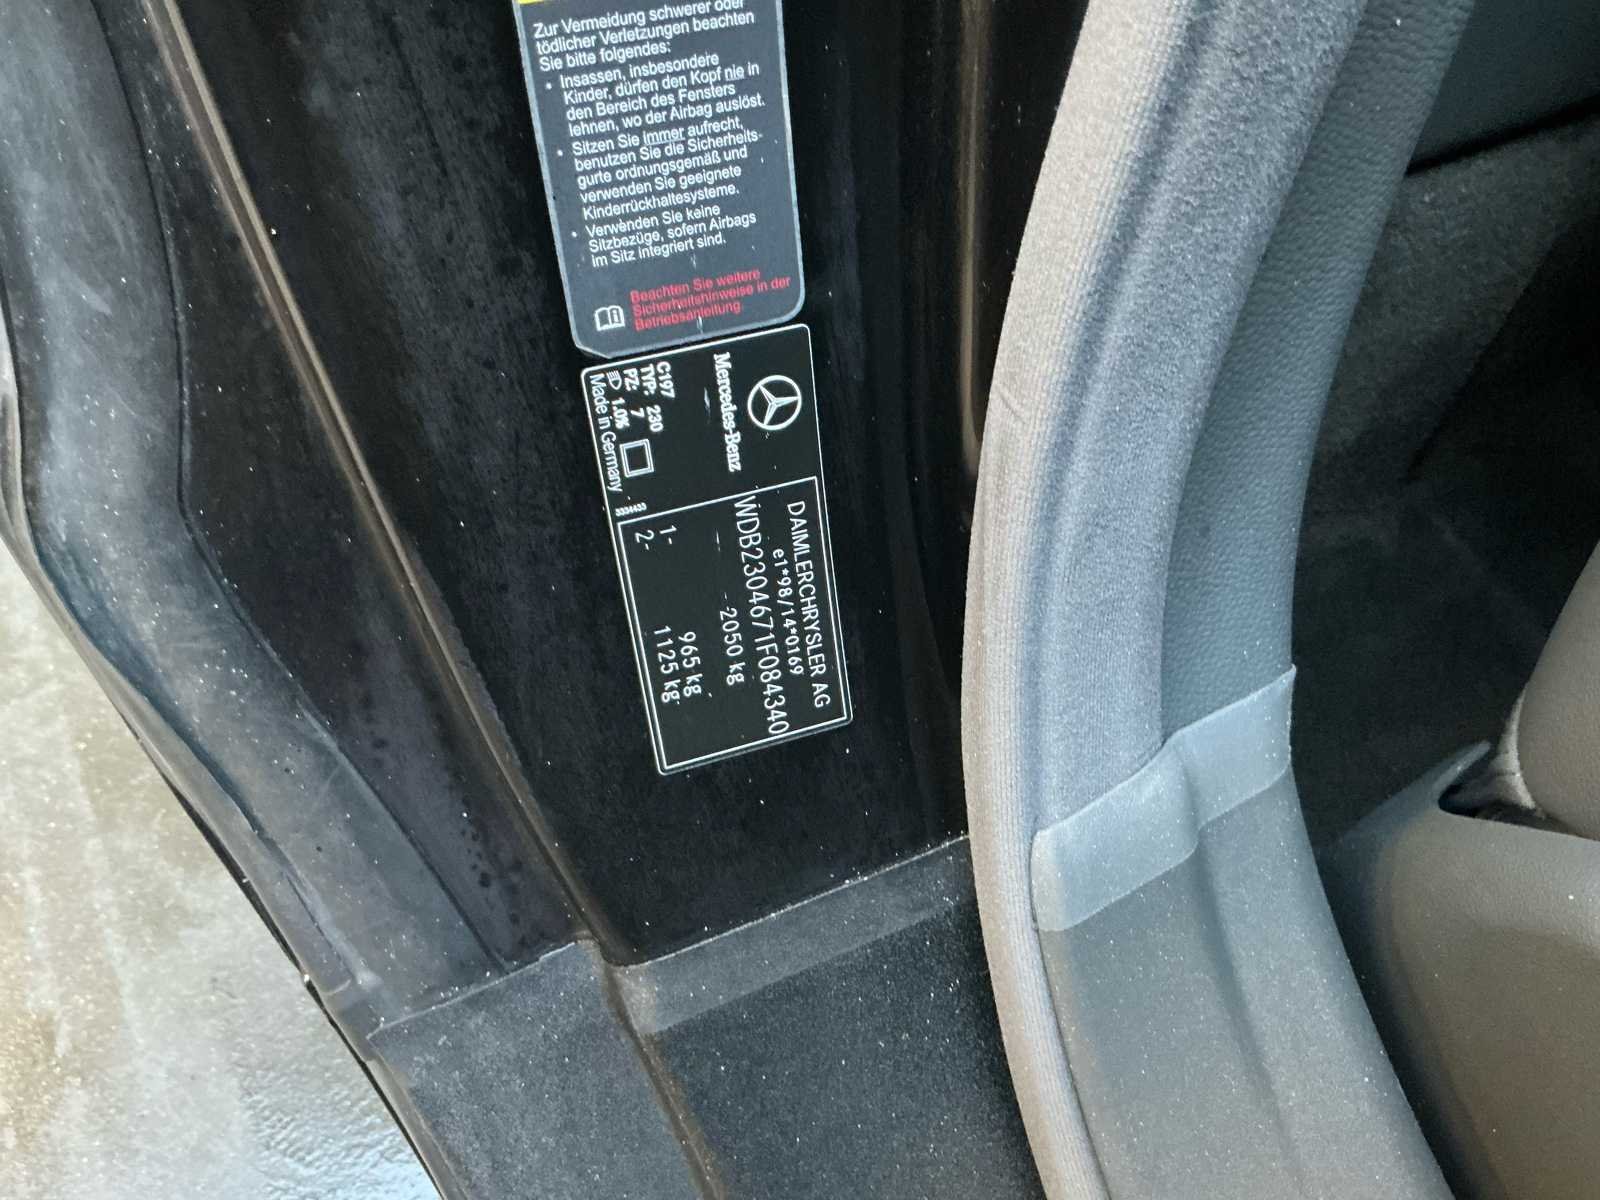 Zur Vermeidung schwerer oder
tödlicher Verletzungen beachten
Sie bitte folgendes:
• Insassen, insbesondere
Kinder, dürfen den Kopf nie in
den Bereich des Fensters
lehnen, wo der Airbag auslöst.
• Sitzen Sie immer aufrecht,
benutzen Sie die Sicherheits-
gurte ordnungsgemäß und
verwenden Sie geeignete
Kinderrückhaltesysteme.
• Verwenden Sie keine
Sitzbezüge, sofern Airbags
im Sitz integriert sind.
Beachten Sie weitere
Sicherheitshinweise in der
Betriebsanleitung.
Mercedes-Benz
C197
TYP: 230
PZ: 7
1.0%
Made in Germany
3334433
DAIMLERCHRYSLER AG
e1*98/14*0169
WDB2304671F084340
2050 kg
1- 965 kg
2- 1125 kg